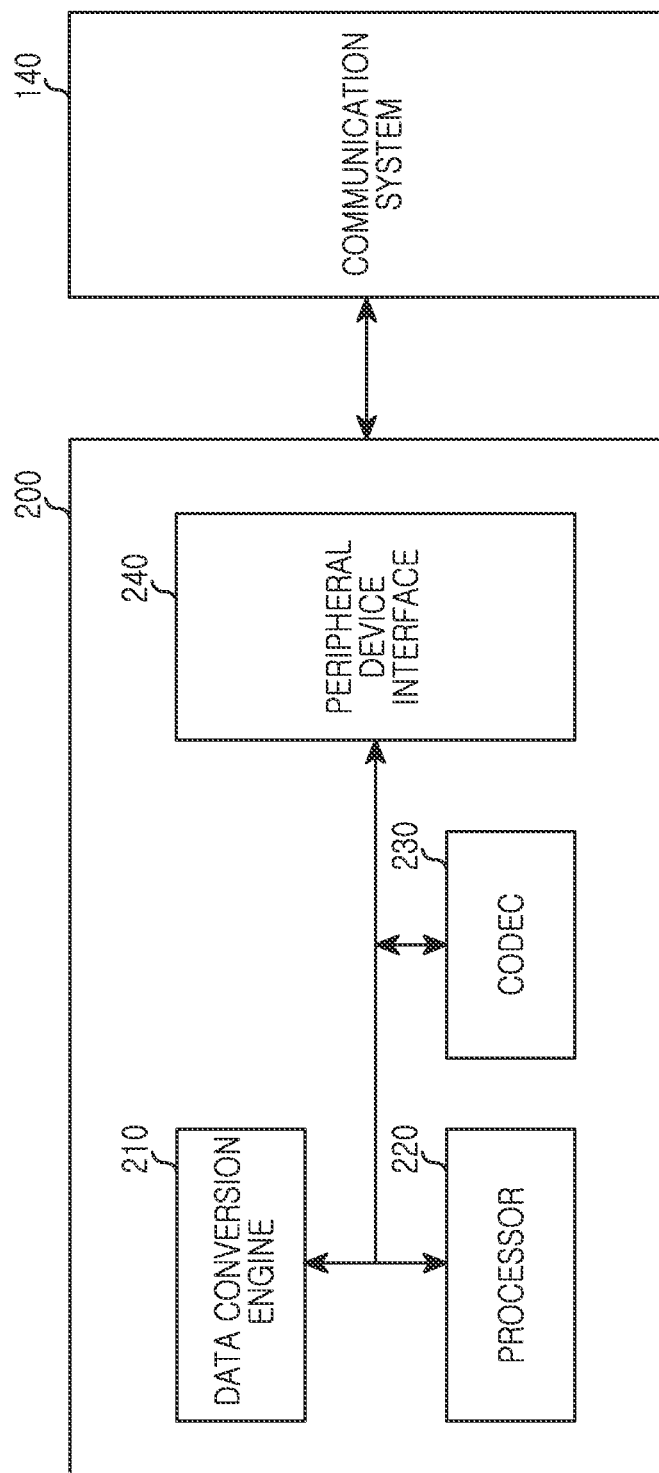 200
140
210
DATA CONVERSION
ENGINE
240
PERIPHERAL
DEVICE
INTERFACE
COMMUNICATION
SYSTEM
220
PROCESSOR
230
CODEC